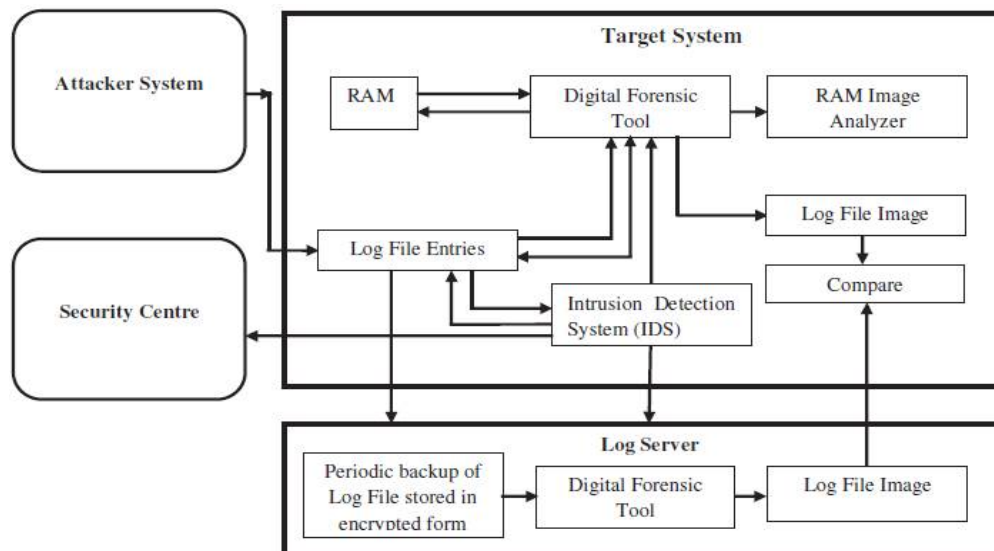 Attacker System
Target System
RAM
Digital Forensic
Tool
RAM Image
Analyzer
Log File Image
Log File Entries
Compare
Security Centre
Intrusion Detection
System (IDS)
Log Server
Periodic backup of
Log File stored in
encrypted form
Digital Forensic
Tool
Log File Image